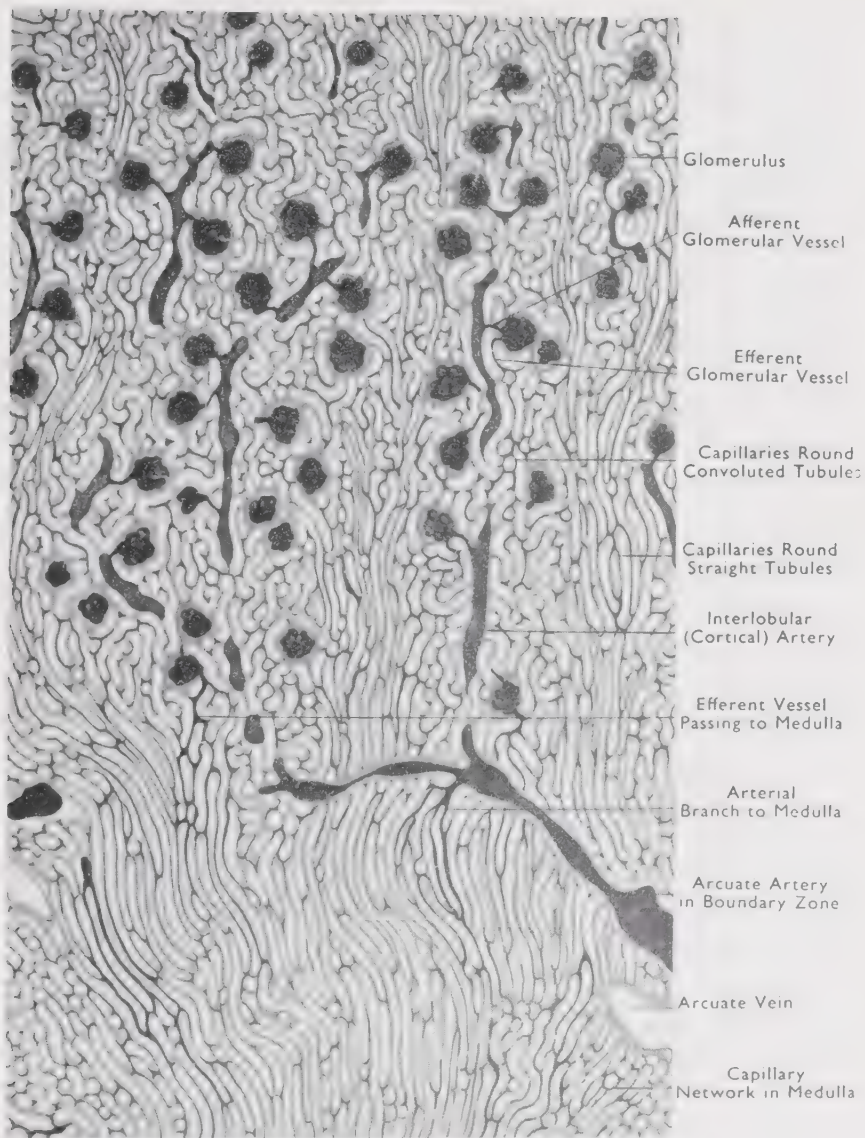 Glomerulus
Afferent
Glomerular Vessel
Efferent
Glomerular Vessel
Capillaries Round
Convoluted Tubules
Capillaries Round
Straight Tubules
Interlobular
(Cortical) Artery
Efferent Vessel
Passing to Medulla
Arterial
Branch to Medulla
Arcuate Artery
in Boundary Zone
Arcuate Vein
Capillary
Network in Medulla